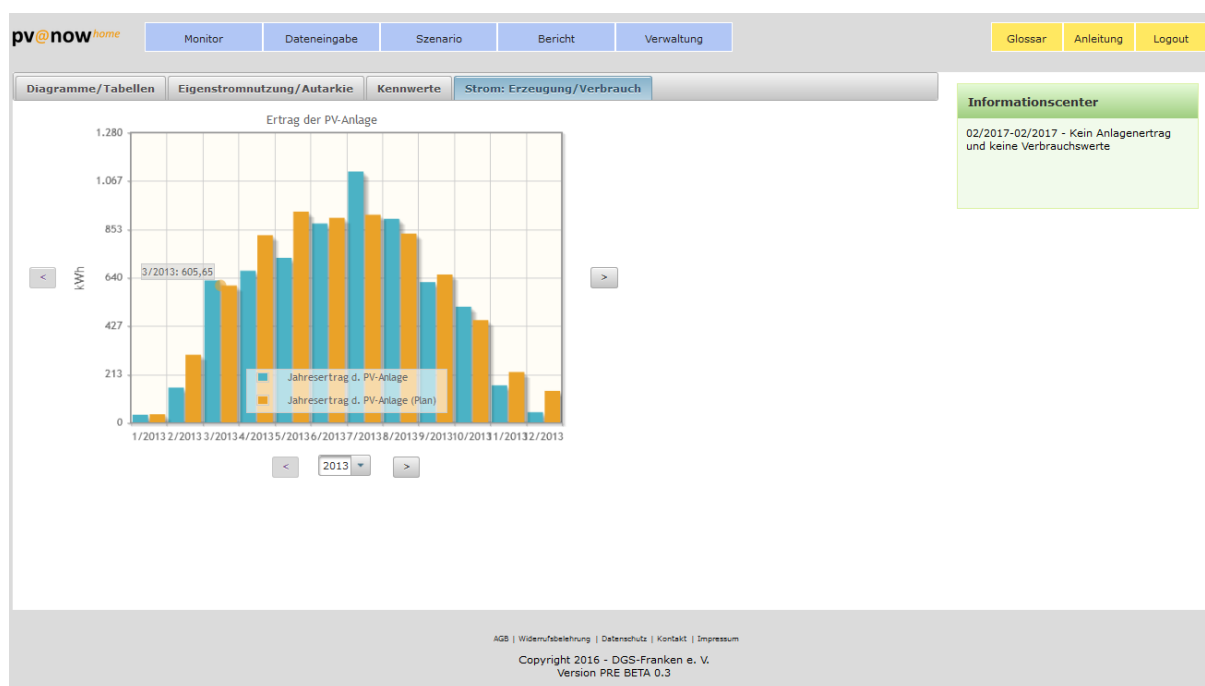 pv@now home
Monitor Dateneingabe Szenario Bericht Verwaltung
Glossar Anleitung Logout
Diagramme/Tabellen Eigenstromnutzung/Autarkie Kennwerte Strom: Erzeugung/Verbrauch
Informationscenter
02/2017-02/2017 - Kein Anlagenertrag
und keine Verbrauchswerte
Ertrag der PV-Anlage
1.280
1.067
853
640
427
213
0
kWh
3/2013: 605,65
< >
Jahresertrag d. PV-Anlage
Jahresertrag d. PV-Anlage (Plan)
1/2013 2/2013 3/2013 4/2013 5/2013 6/2013 7/2013 8/2013 9/2013 10/2013 11/2013 12/2013
< 2013 >
AGB | Widerrufsbelehrung | Datenschutz | Kontakt | Impressum
Copyright 2016 - DGS-Franken e. V.
Version PRE BETA 0.3